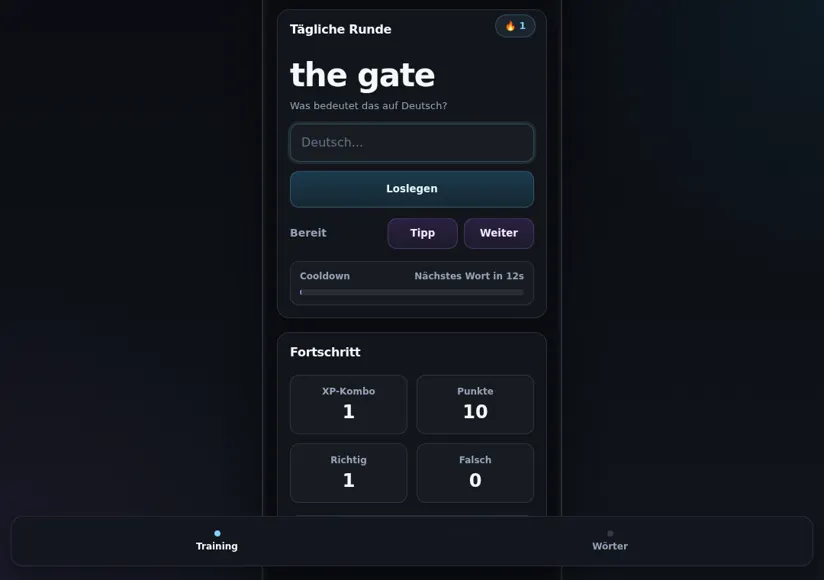 Tägliche Runde
🔥 1
the gate
Was bedeutet das auf Deutsch?
Deutsch...
Loslegen
Bereit
Tipp
Weiter
Cooldown
Nächstes Wort in 12s
Fortschritt
XP-Kombo
Punkte
1
10
Richtig
Falsch
1
0
Training
Wörter